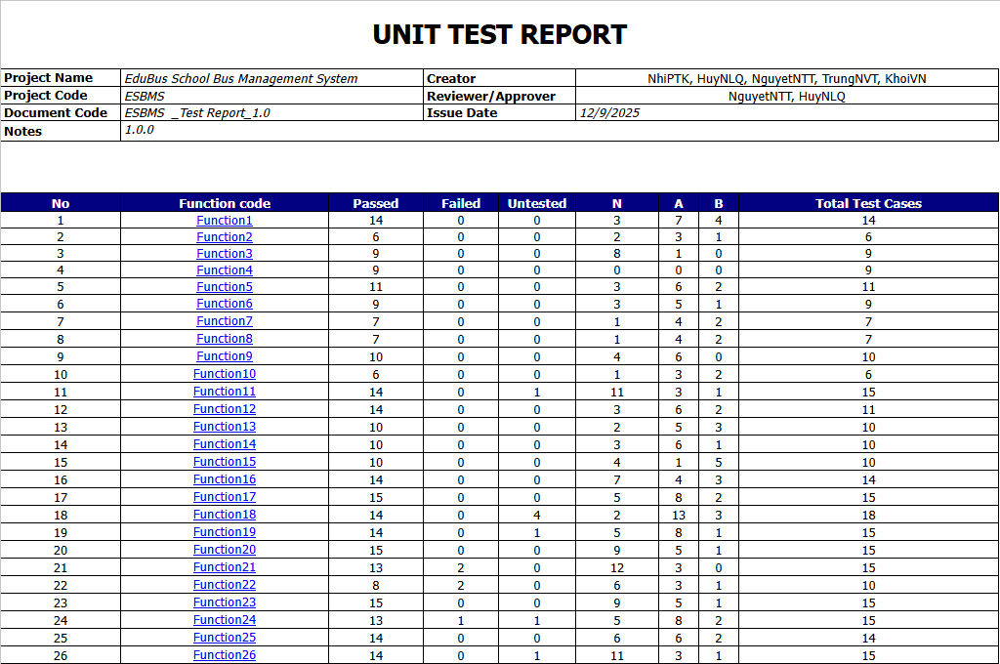 UNIT TEST REPORT
Project Name EduBus School Bus Management System Creator NhiPTK, HuyNLQ, NguyetNTT, TrungNVT, KhoiVN
Project Code ESBMS Reviewer/Approver NguyetNTT, HuyNLQ
Document Code ESBMS _Test Report_1.0 Issue Date 12/9/2025
Notes 1.0.0
No Function code Passed Failed Untested N A B Total Test Cases
1 Function1 14 0 0 3 7 4 14
2 Function2 6 0 0 2 3 1 6
3 Function3 9 0 0 8 1 0 9
4 Function4 9 0 0 0 0 0 9
5 Function5 11 0 0 3 6 2 11
6 Function6 9 0 0 3 5 1 9
7 Function7 7 0 0 1 4 2 7
8 Function8 7 0 0 1 4 2 7
9 Function9 10 0 0 4 6 0 10
10 Function10 6 0 0 1 3 2 6
11 Function11 14 0 1 11 3 1 15
12 Function12 14 0 0 3 6 2 11
13 Function13 10 0 0 2 5 3 10
14 Function14 10 0 0 3 6 1 10
15 Function15 10 0 0 4 1 5 10
16 Function16 14 0 0 7 4 3 14
17 Function17 15 0 0 5 8 2 15
18 Function18 14 0 4 2 13 3 18
19 Function19 14 0 1 5 8 1 15
20 Function20 15 0 0 9 5 1 15
21 Function21 13 2 0 12 3 0 15
22 Function22 8 2 0 6 3 1 10
23 Function23 15 0 0 9 5 1 15
24 Function24 13 1 1 5 8 2 15
25 Function25 14 0 0 6 6 2 14
26 Function26 14 0 1 11 3 1 15